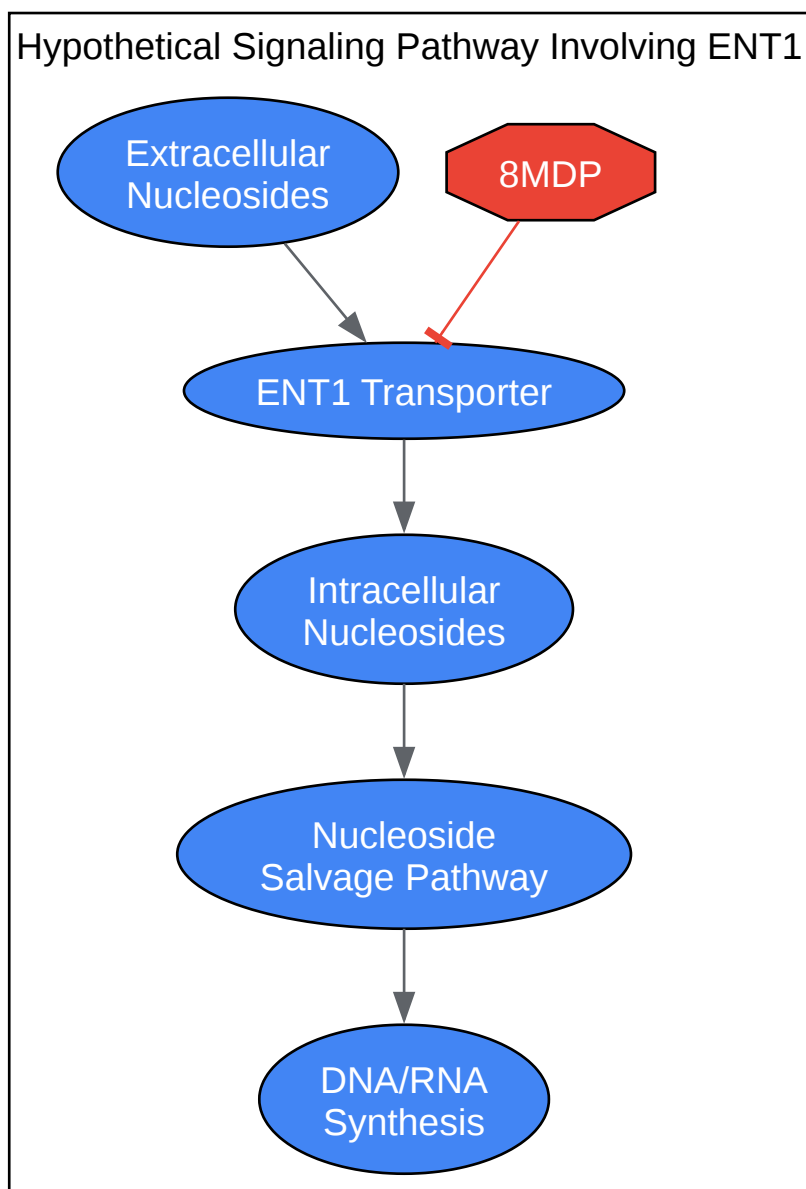 Hypothetical Signaling Pathway Involving ENT1
Extracellular
Nucleosides
8MDP
ENT1 Transporter
Intracellular
Nucleosides
Nucleoside
Salvage Pathway
DNA/RNA
Synthesis